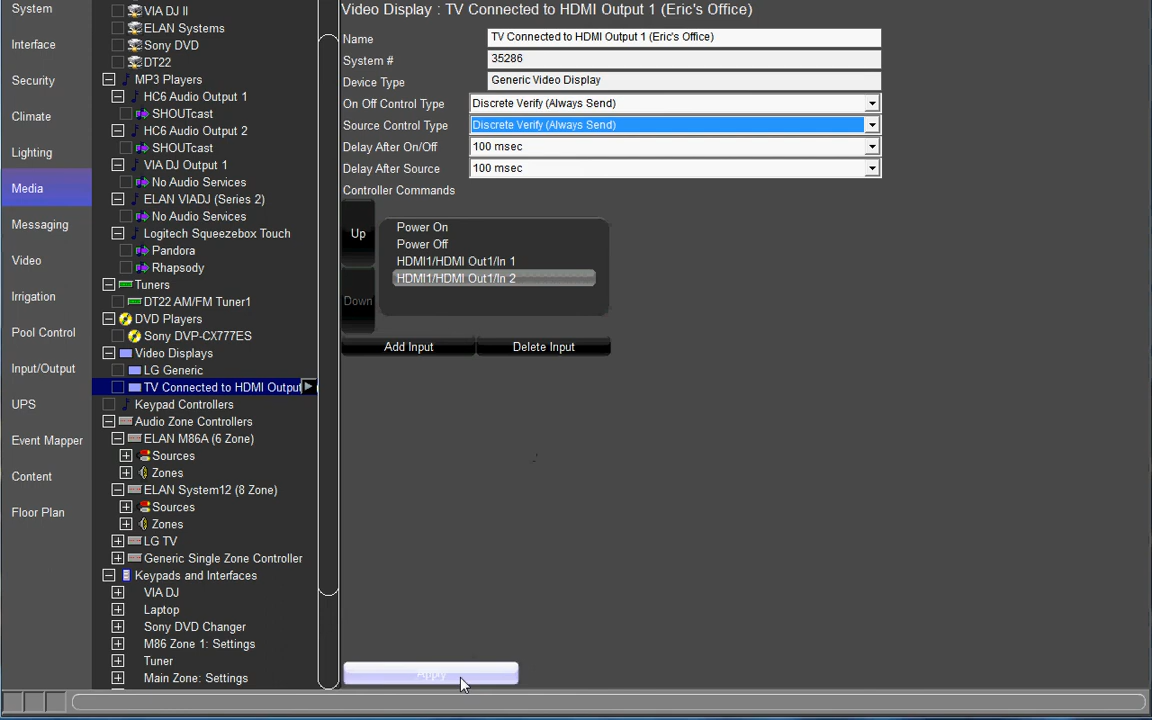 System
Interface
Security
Climate
Lighting
Media
Messaging
Video
Irrigation
Pool Control
Input/Output
UPS
Event Mapper
Content
Floor Plan
VIA DJ II
ELAN Systems
Sony DVD
DT22
MP3 Players
HC6 Audio Output 1
SHOUTcast
HC6 Audio Output 2
SHOUTcast
VIA DJ Output 1
No Audio Services
ELAN VIADJ (Series 2)
No Audio Services
Logitech Squeezebox Touch
Pandora
Rhapsody
Tuners
DT22 AM/FM Tuner1
DVD Players
Sony DVP-CX777ES
Video Displays
LG Generic
TV Connected to HDMI Output
Keypad Controllers
Audio Zone Controllers
ELAN M86A (6 Zone)
Sources
Zones
ELAN System12 (8 Zone)
Sources
Zones
LG TV
Generic Single Zone Controller
Keypads and Interfaces
VIA DJ
Laptop
Sony DVD Changer
M86 Zone 1: Settings
Tuner
Main Zone: Settings
Video Display : TV Connected to HDMI Output 1 (Eric's Office)
Name TV Connected to HDMI Output 1 (Eric's Office)
System # 35286
Device Type Generic Video Display
On Off Control Type Discrete Verify (Always Send)
Source Control Type Discrete Verify (Always Send)
Delay After On/Off 100 msec
Delay After Source 100 msec
Controller Commands
Up
Down
Power On
Power Off
HDMI1/HDMI Out1/In 1
HDMI1/HDMI Out1/In 2
Add Input Delete Input
Apply